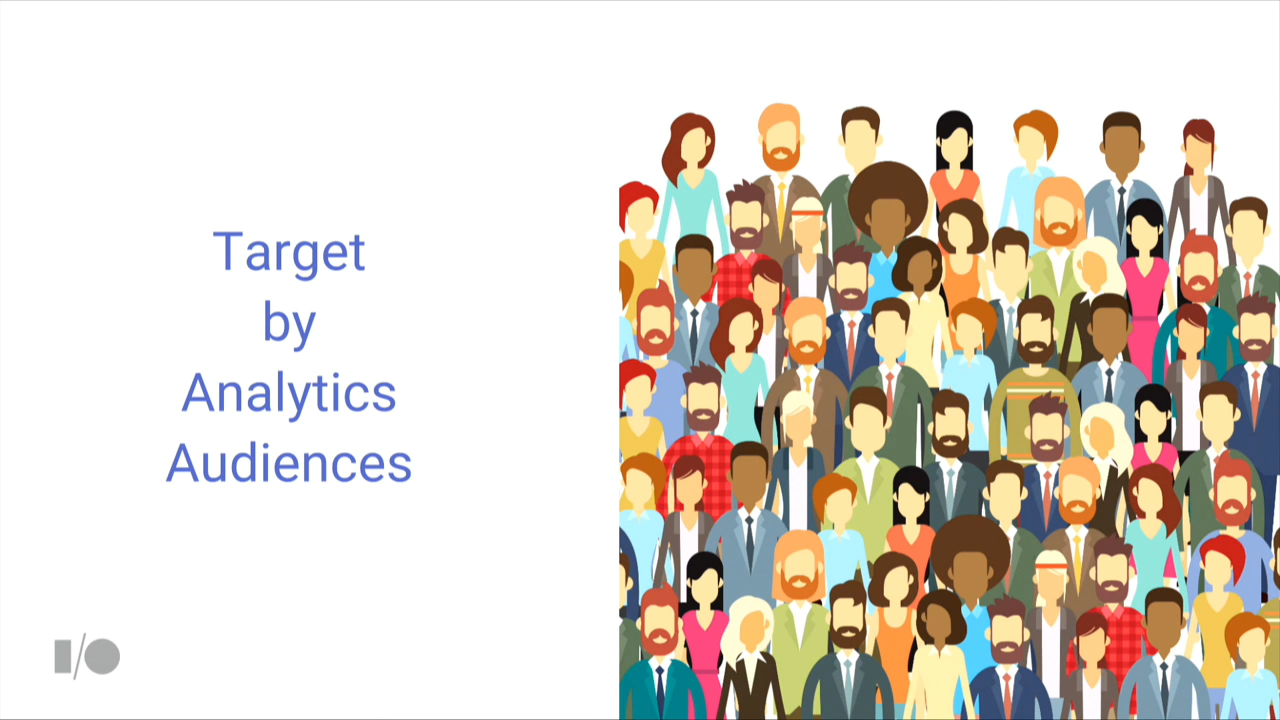 Target
by
Analytics
Audiences
I/O